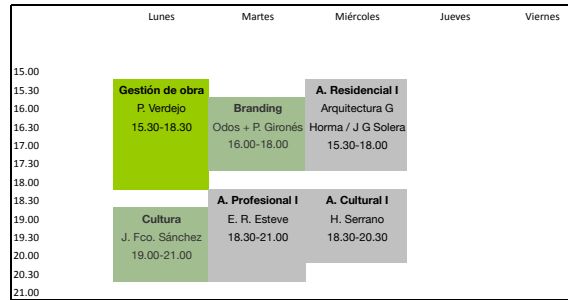 Lunes Martes Miércoles Jueves Viernes
15.00
15.30 Gestión de obra A. Residencial I
16.00 P. Verdejo Branding Arquitectura G
16.30 15.30-18.30 Odos + P. Gironés Horma / J G Solera
17.00 16.00-18.00 15.30-18.00
17.30
18.00
18.30 A. Profesional I A. Cultural I
19.00 Cultura E. R. Esteve H. Serrano
19.30 J. Fco. Sánchez 18.30-21.00 18.30-20.30
20.00 19.00-21.00
20.30
21.00